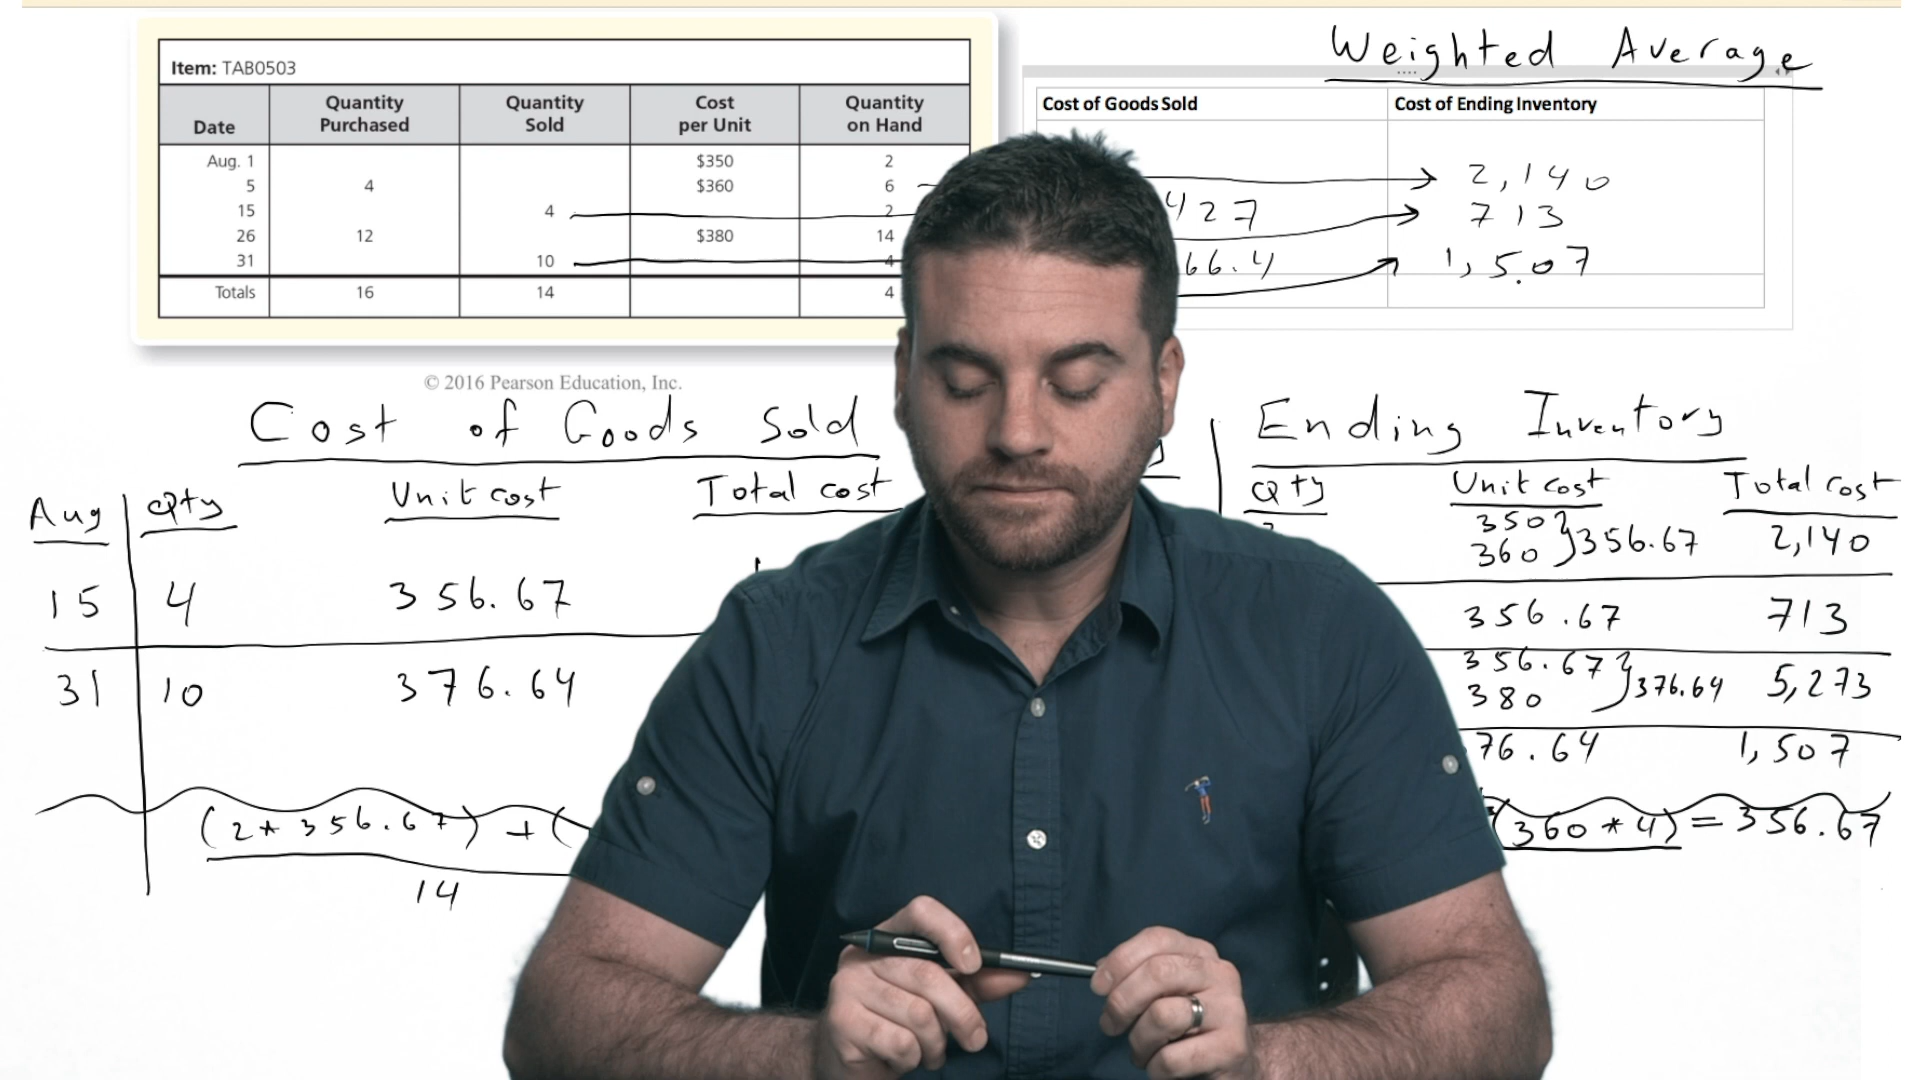 Weighted Average
Item: TAB0503
Date Quantity Purchased Quantity Sold Cost per Unit Quantity on Hand
Aug. 1 $350 2
5 4 $360 6
15 4 2
26 12 $380 14
31 10 4
Totals 16 14 4
Cost of Goods Sold Cost of Ending Inventory
2,140
427 713
66.4 1,507
© 2016 Pearson Education, Inc.
Cost of Goods Sold
Aug Qty Unit cost Total cost
15 4 356.67
31 10 376.64
(2* 356.67) + (
14
Ending Inventory
Qty Unit cost Total cost
350
360 356.67 2,140
356.67 713
356.67
380 376.64 5,273
76.64 1,507
(360 * 4) = 356.67